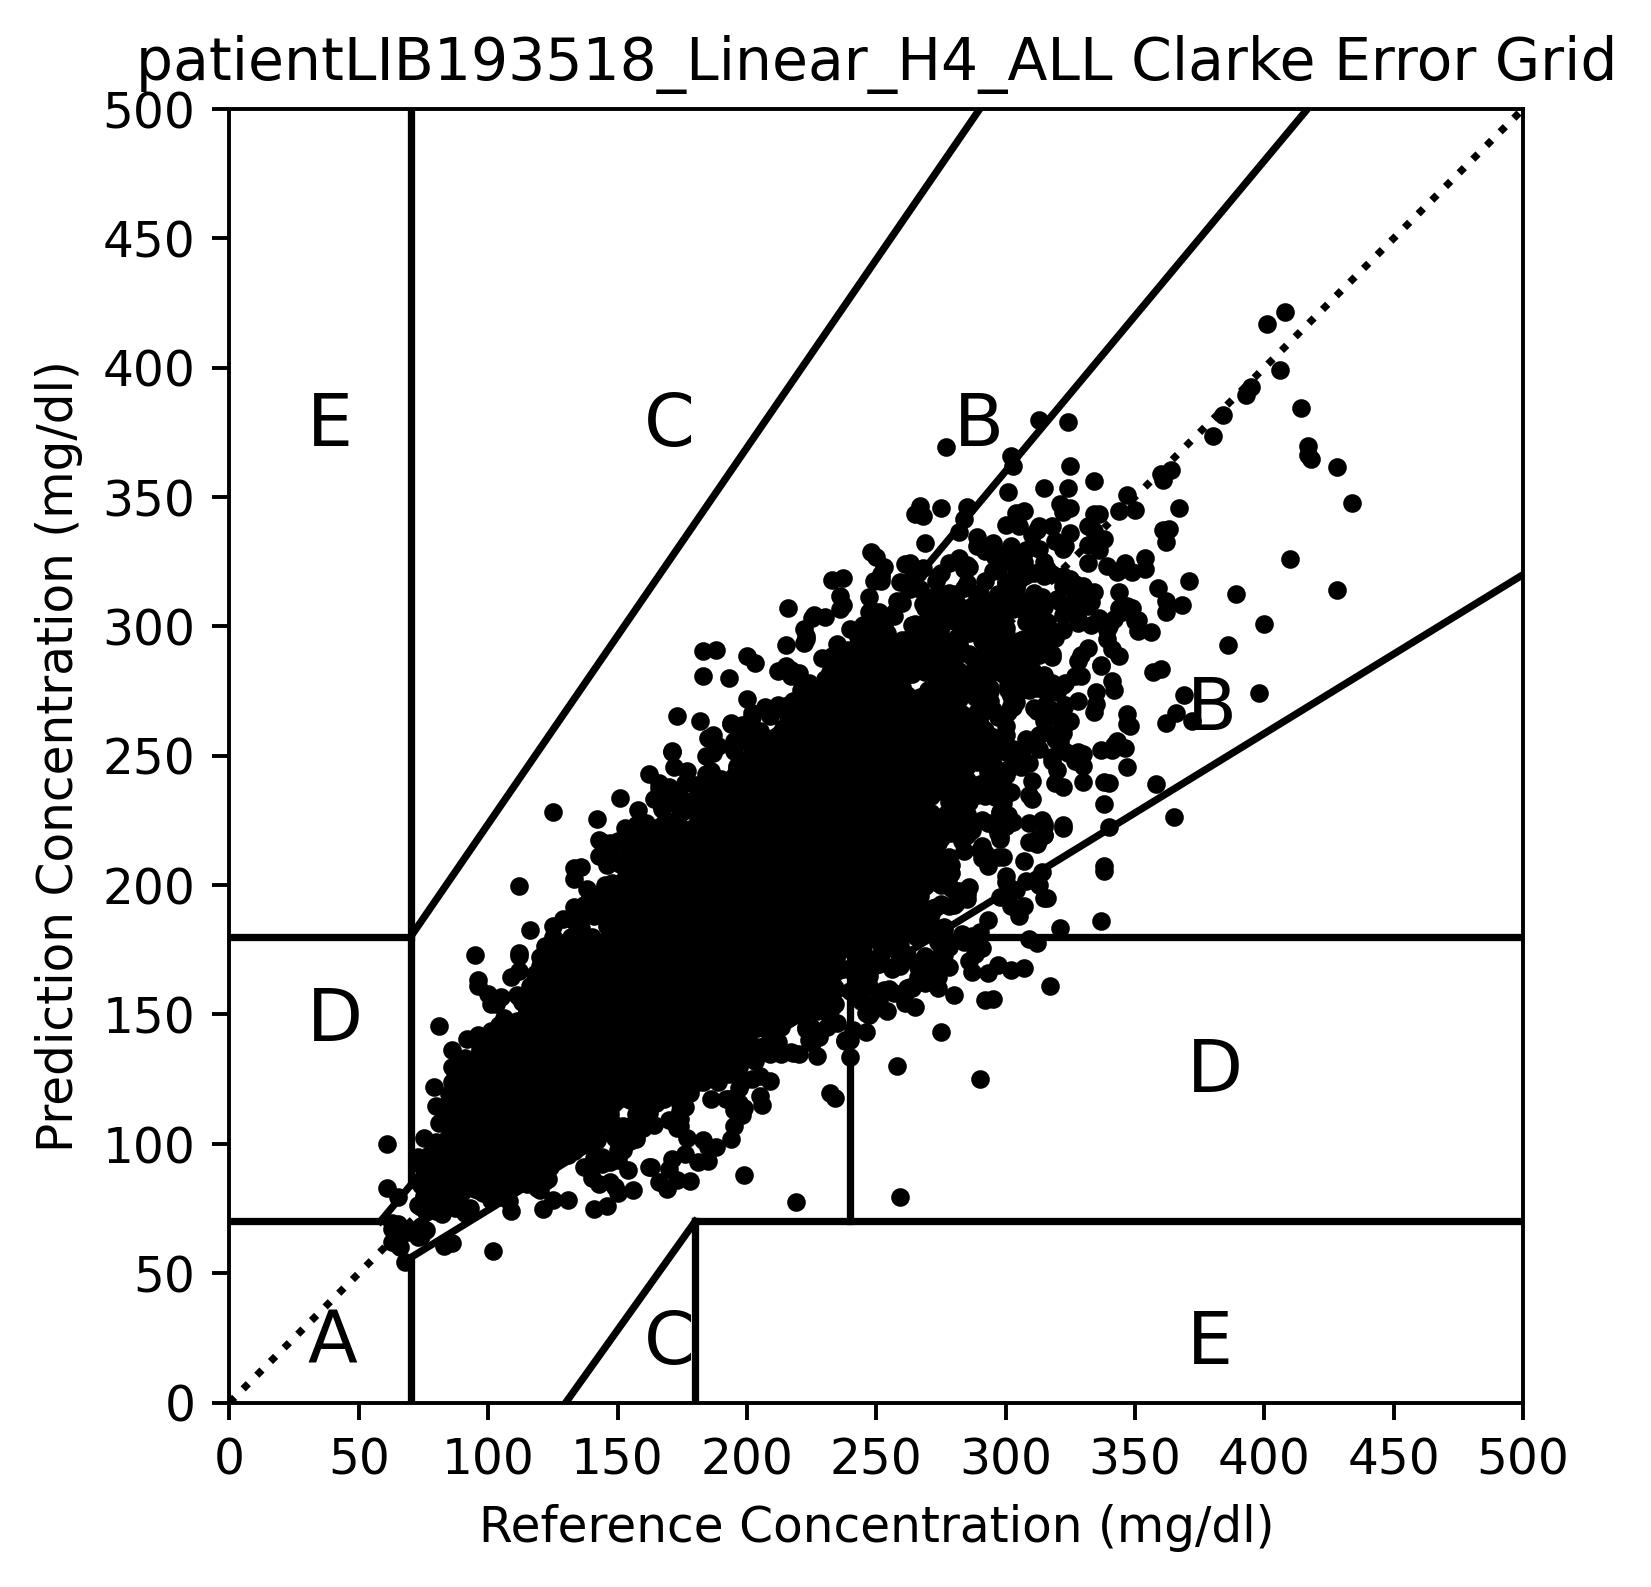 patientLIB193518_Linear_H4_ALL Clarke Error Grid
500
450
400
350
300
250
200
150
100
50
0
Prediction Concentration (mg/dl)
E
C
B
D
B
D
A
C
E
0 50 100 150 200 250 300 350 400 450 500
Reference Concentration (mg/dl)